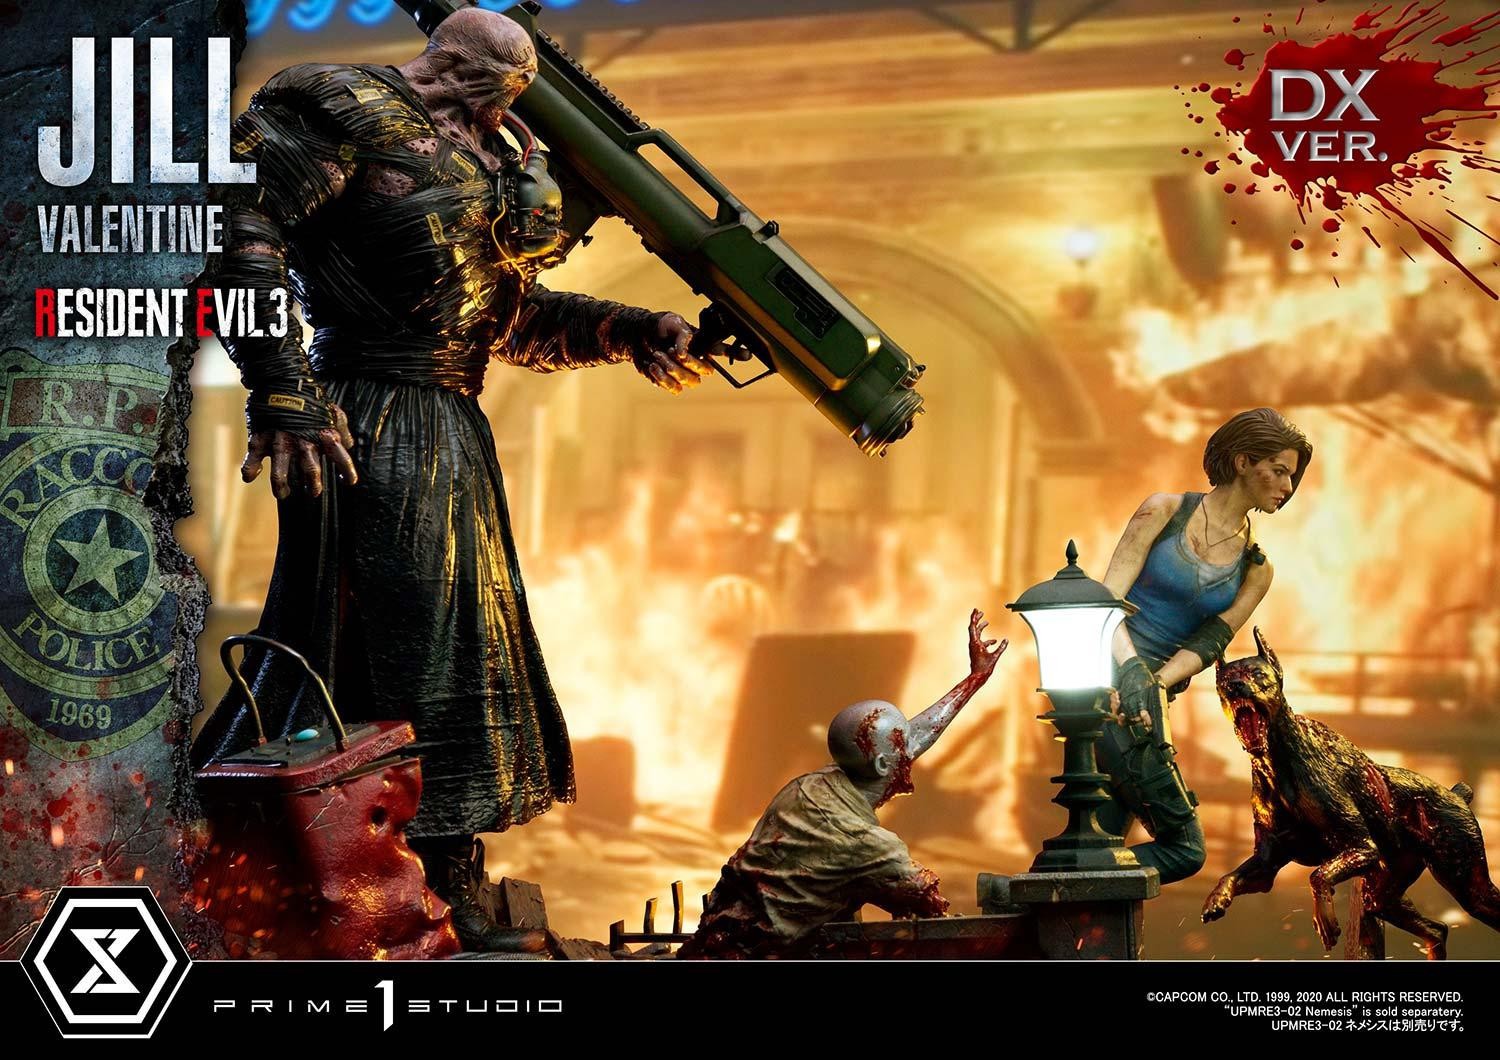 JILL
VALENTINE
RESIDENT EVIL 3
DX
VER.
R.P.
RACCO
POLICE
1969
CAUTION
PRIME 1 STUDIO
©CAPCOM CO., LTD. 1999, 2020 ALL RIGHTS RESERVED.
"UPMRE3-02 Nemesis" is sold separatery.
UPMRE3-02 ネメシスは別売りです。